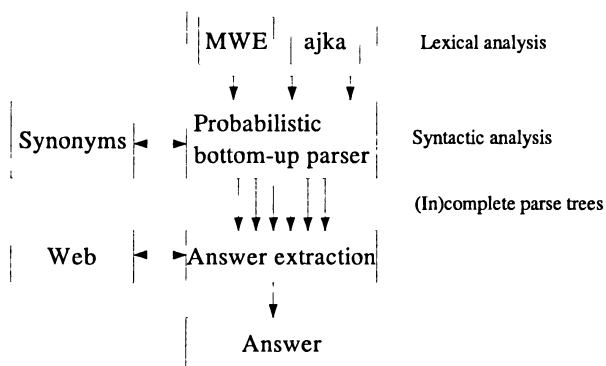 MWE ajka Lexical analysis
Synonyms Probabilistic bottom-up parser Syntactic analysis
(In)complete parse trees
Web Answer extraction
Answer